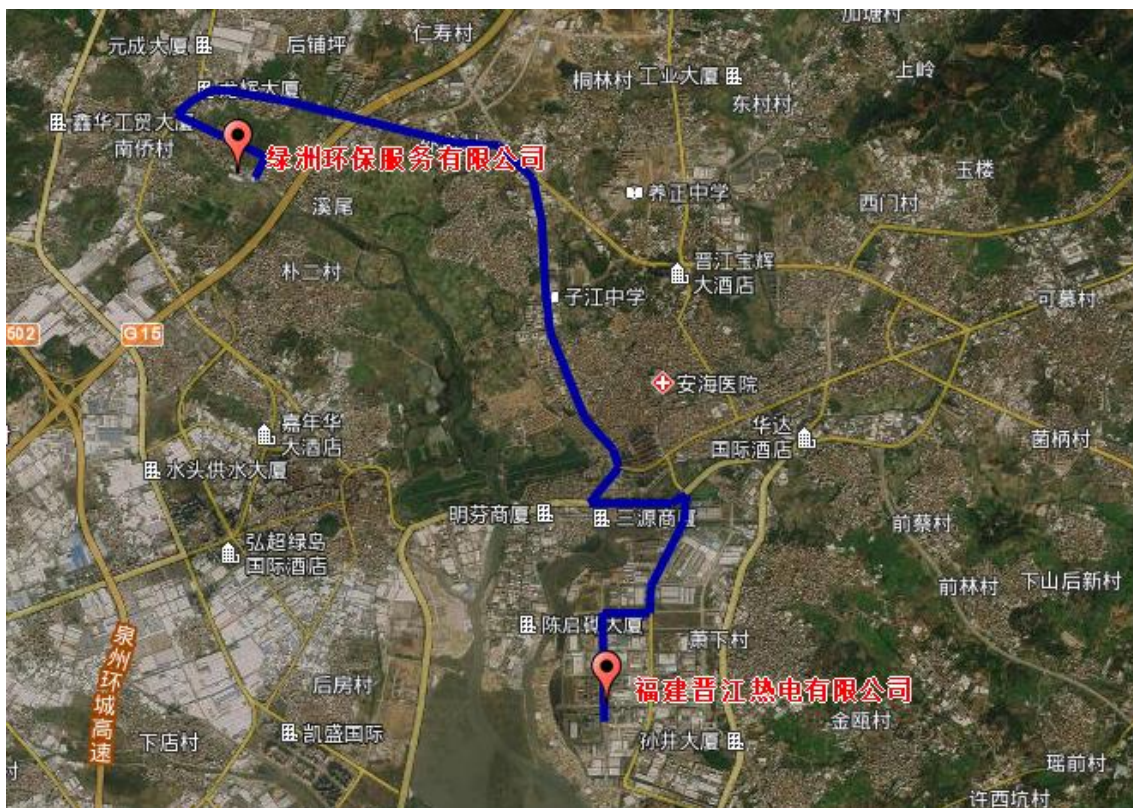 加塘村
仁寿村
元成大厦
后铺坪
上岭
桐林村
工业大厦
龙辉大厦
东村村
鑫华工贸大厦
南侨村
绿洲环保服务有限公司
玉楼
养正中学
西门村
溪尾
朴二村
晋江宝辉
大酒店
子江中学
可慕村
502
G15
安海医院
嘉年华
大酒店
华达
国际酒店
菌柄村
水头供水大厦
明芬商厦
三源商厦
前蔡村
弘超绿岛
国际酒店
前林村
下山后新村
陈启
大厦
萧下村
泉州环城高速
后房村
福建晋江热电有限公司
金瓯村
下店村
凯盛国际
孙井大厦
瑶前村
村
许西坑村